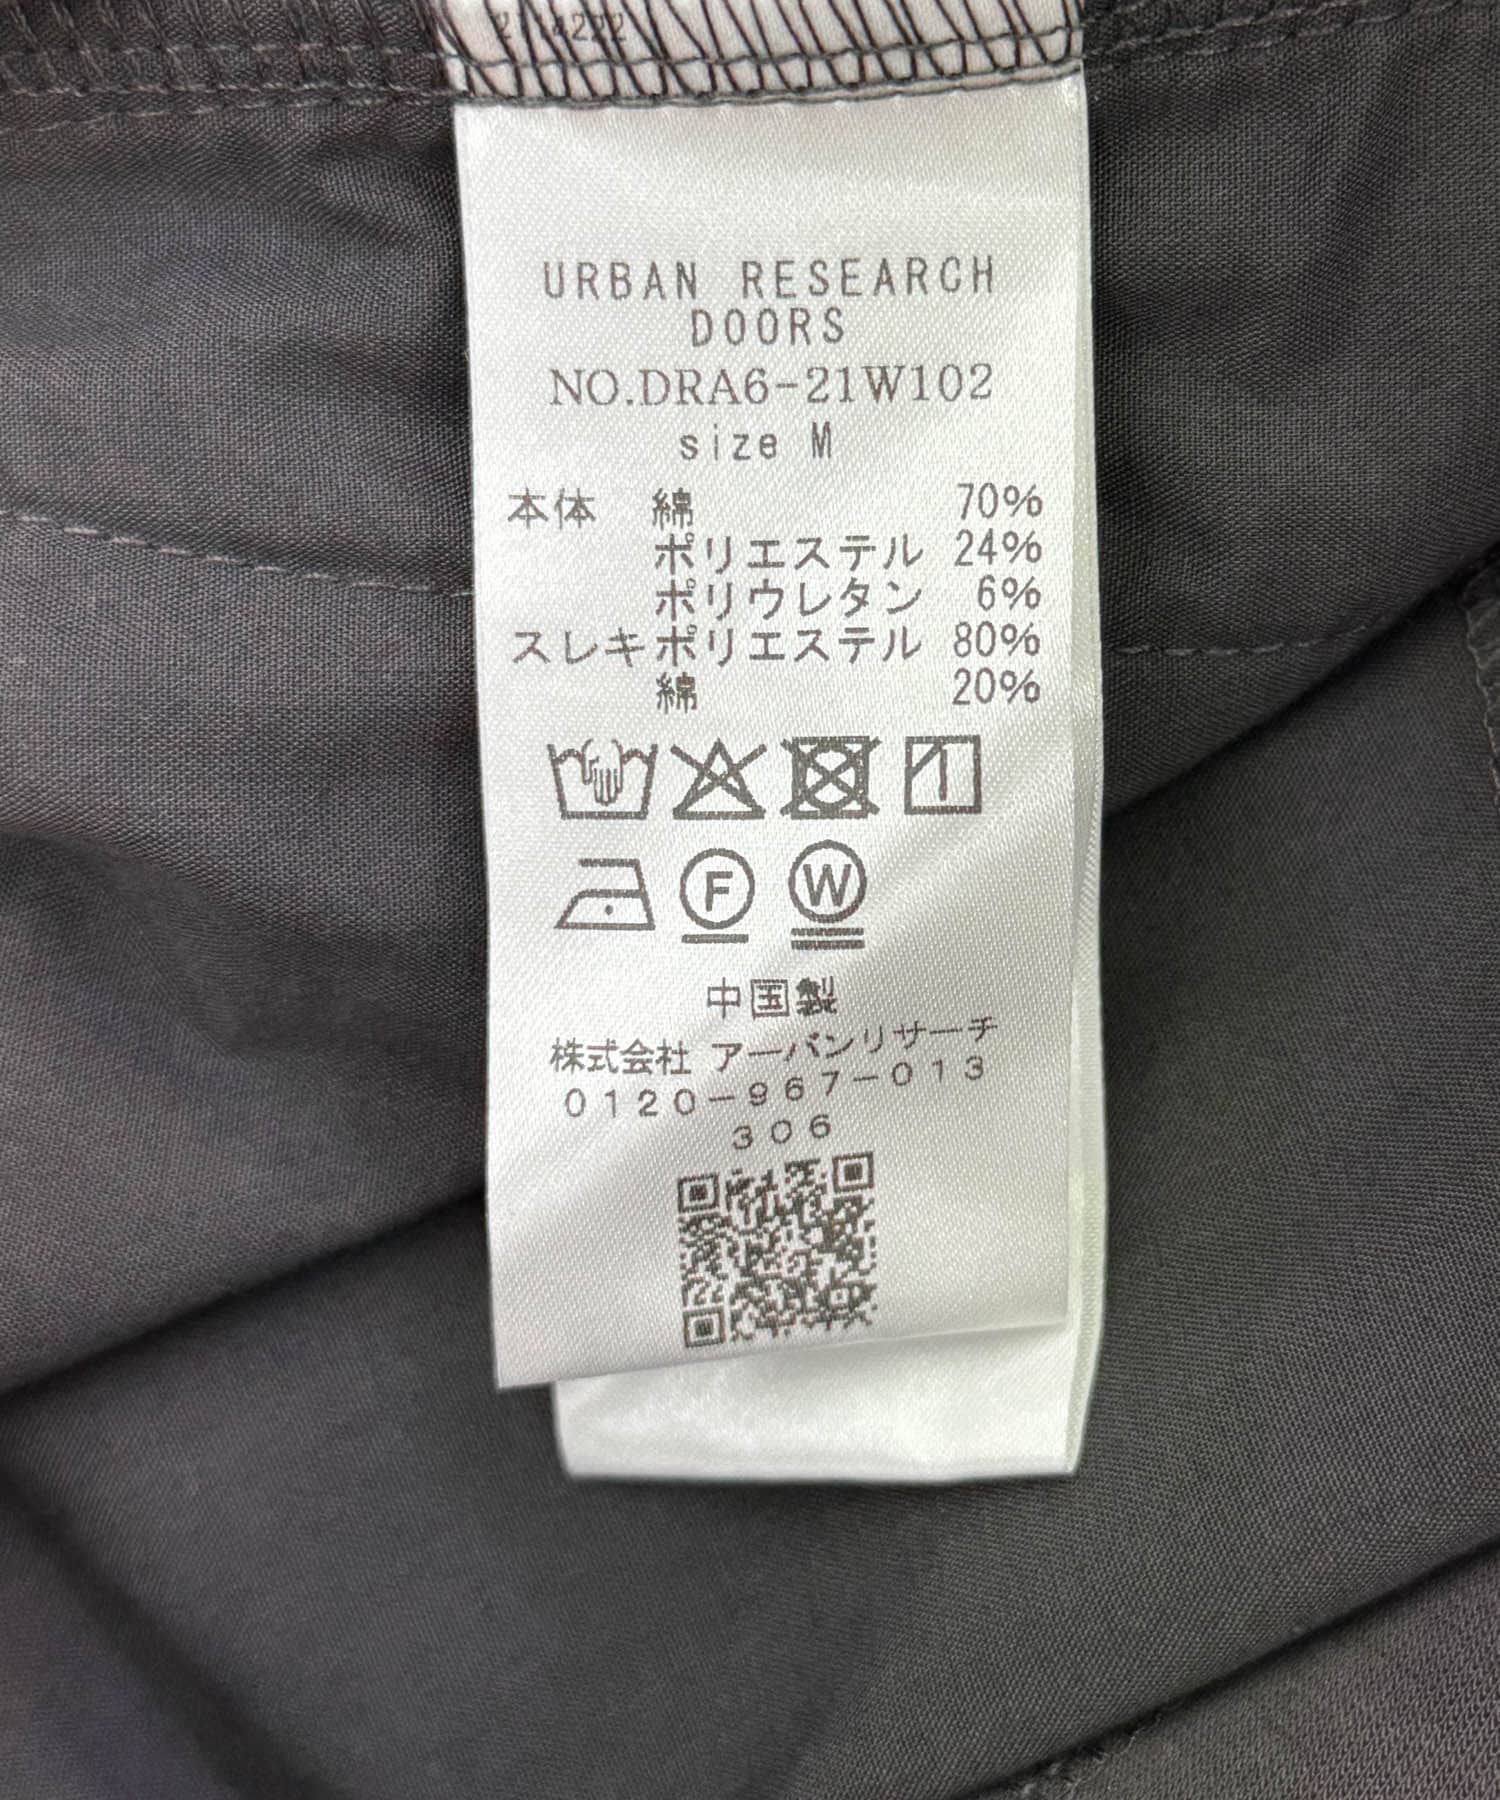 URBAN RESEARCH
DOORS
NO.DRA6-21W102
size M
本体 綿 70%
ポリエステル 24%
ポリウレタン 6%
スレキ ポリエステル 80%
綿 20%
F W
中国製
株式会社 アーバンリサーチ
0120-967-013
306